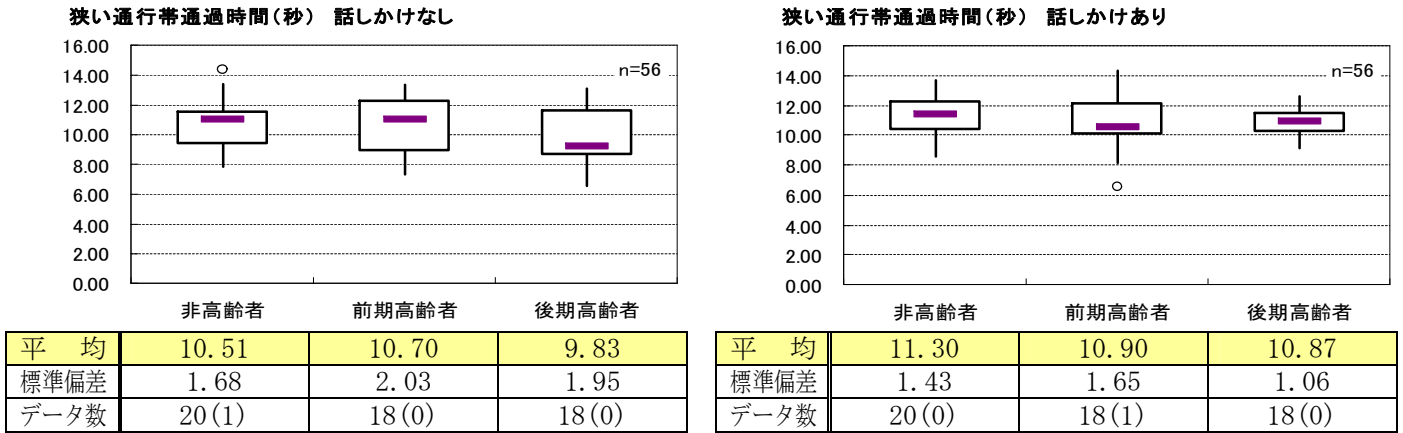 狭い通行帯通過時間(秒) 話しかけなし
16.00
14.00
12.00
10.00
8.00
6.00
4.00
2.00
0.00
n=56
非高齢者 前期高齢者 後期高齢者
平 均 10.51 10.70 9.83
標準偏差 1.68 2.03 1.95
データ数 20(1) 18(0) 18(0)
狭い通行帯通過時間(秒) 話しかけあり
16.00
14.00
12.00
10.00
8.00
6.00
4.00
2.00
0.00
n=56
非高齢者 前期高齢者 後期高齢者
平 均 11.30 10.90 10.87
標準偏差 1.43 1.65 1.06
データ数 20(0) 18(1) 18(0)